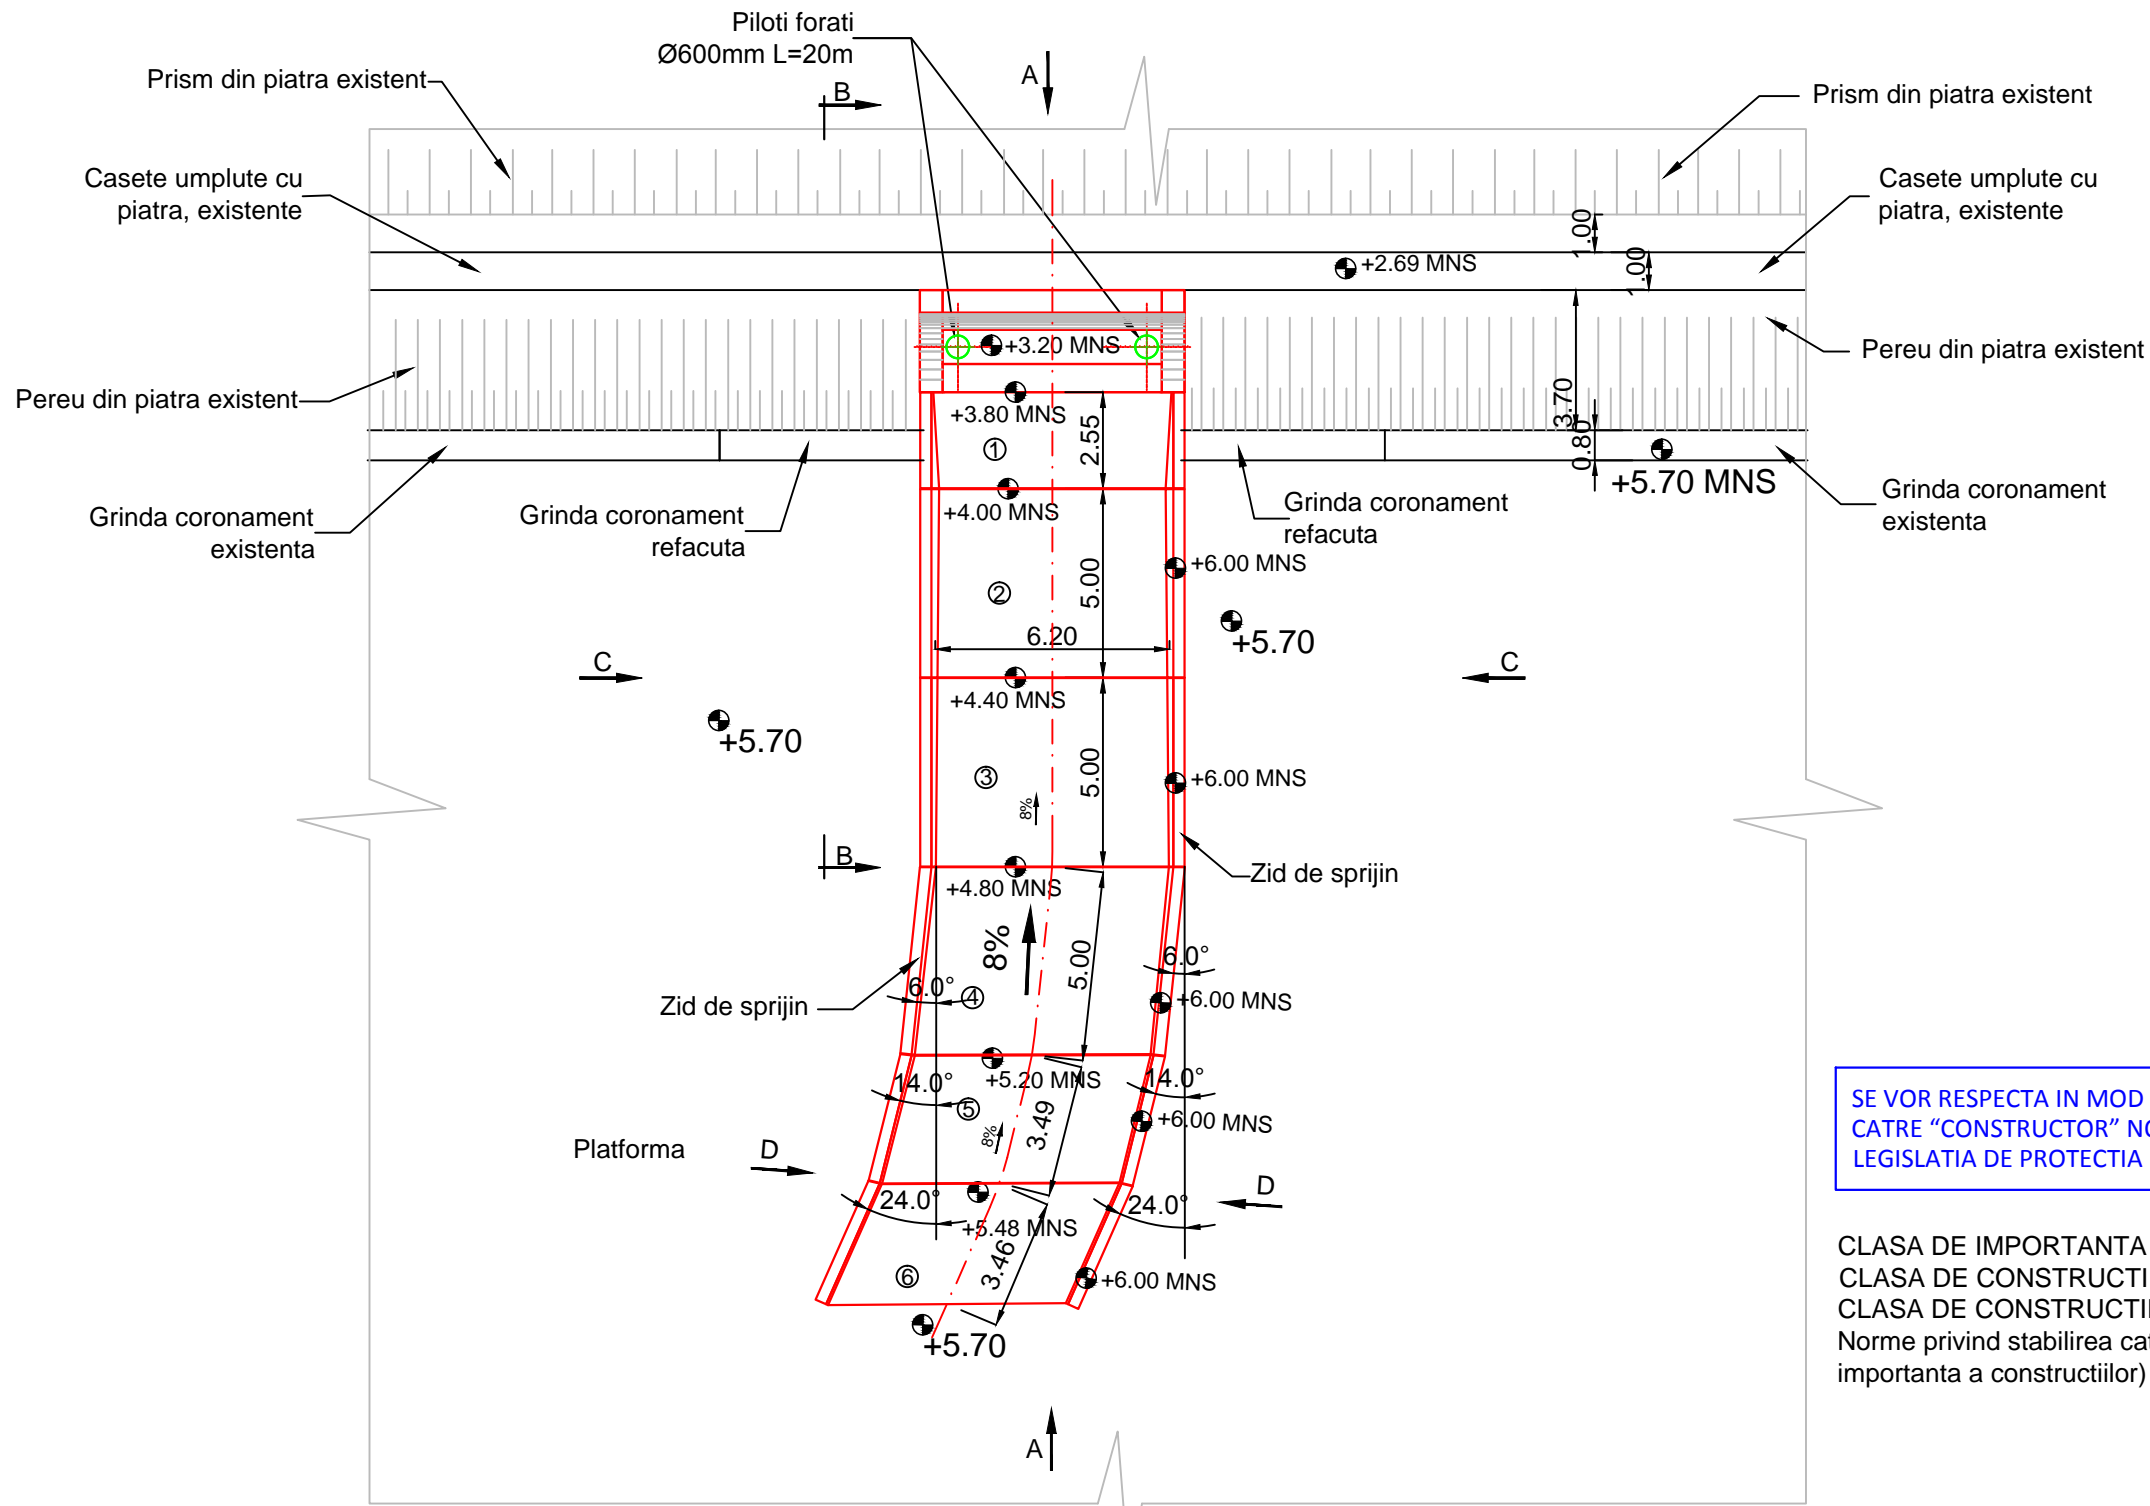 Piloti forati
Ø600mm L=20m
A
B
Prism din piatra existent
Prism din piatra existent
Casete umplute cu
piatra, existente
Casete umplute cu
piatra, existente
1.00
1.00
+2.69 MNS
+3.20 MNS
Pereu din piatra existent
Pereu din piatra existent
3.70
+3.80 MNS
2.55
1
0.80
+5.70 MNS
Grinda coronament
existenta
Grinda coronament
refacuta
+4.00 MNS
Grinda coronament
refacuta
Grinda coronament
existenta
+6.00 MNS
5.00
2
6.20
+5.70
C
C
+4.40 MNS
+5.70
5.00
3
8%
+6.00 MNS
B
+4.80 MNS
Zid de sprijin
8%
5.00
6.0°
6.0°
4
+6.00 MNS
Zid de sprijin
14.0°
+5.20 MNS
14.0°
5
8%
3.49
+6.00 MNS
Platforma
D
D
24.0°
24.0°
+5.48 MNS
3.46
6
+6.00 MNS
+5.70
A
SE VOR RESPECTA IN MOD
CATRE “CONSTRUCTOR”
LEGISLATIA DE PROTECTIA
CLASA DE IMPORTANTA
CLASA DE
CLASA DE
Norme privind stabilirea
importanta a constructiilor)